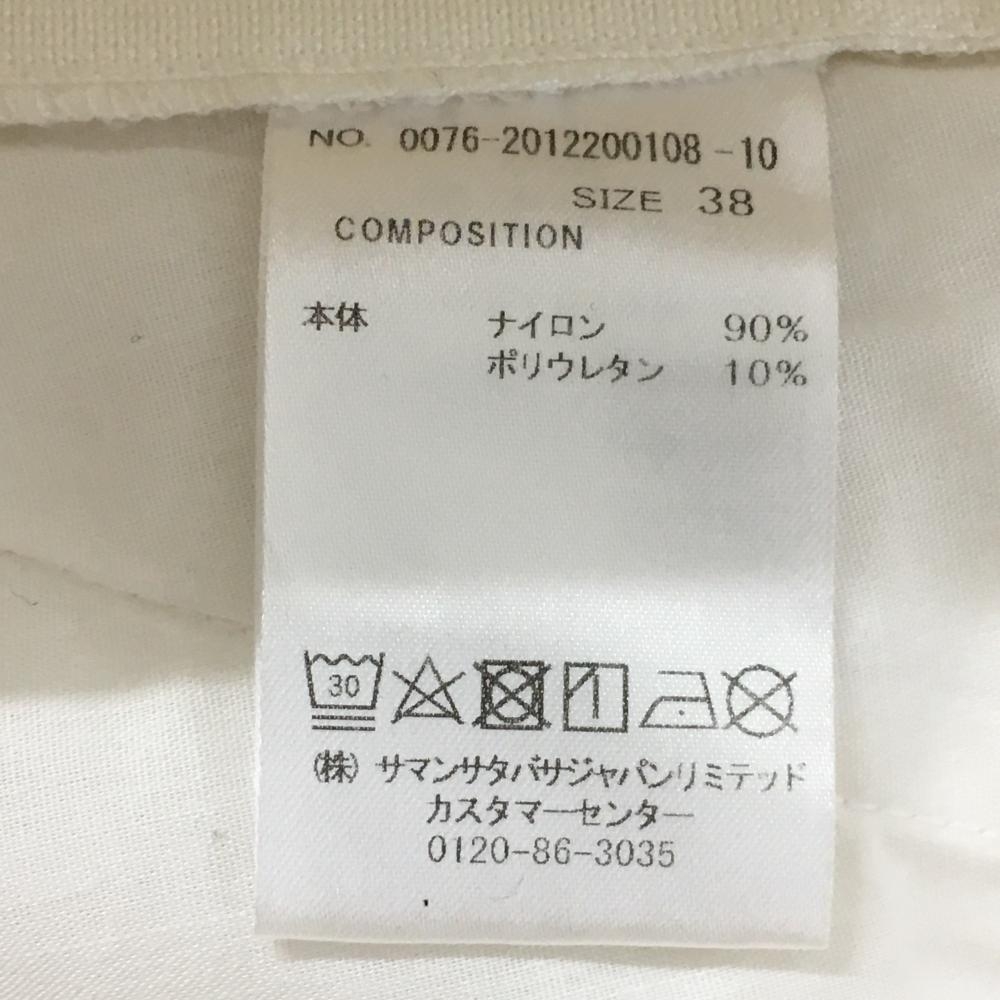 NO. 0076-2012200108-10
SIZE 38
COMPOSITION
本体 ナイロン 90%
ポリウレタン 10%
30
(株) サマンサタバサジャパンリミテッド
カスタマーセンター
0120-86-3035